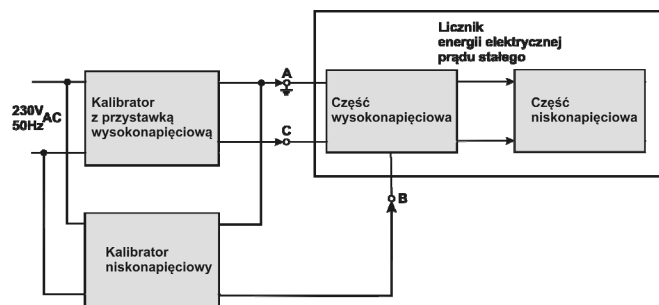 Licznik
energii elektrycznej
prądu stałego
A
Kalibrator
z przystawką
wysokonapięciową
Część
wysokonapięciowa
Część
niskonapięciowa
230V AC
50Hz
C
B
Kalibrator
niskonapięciowy